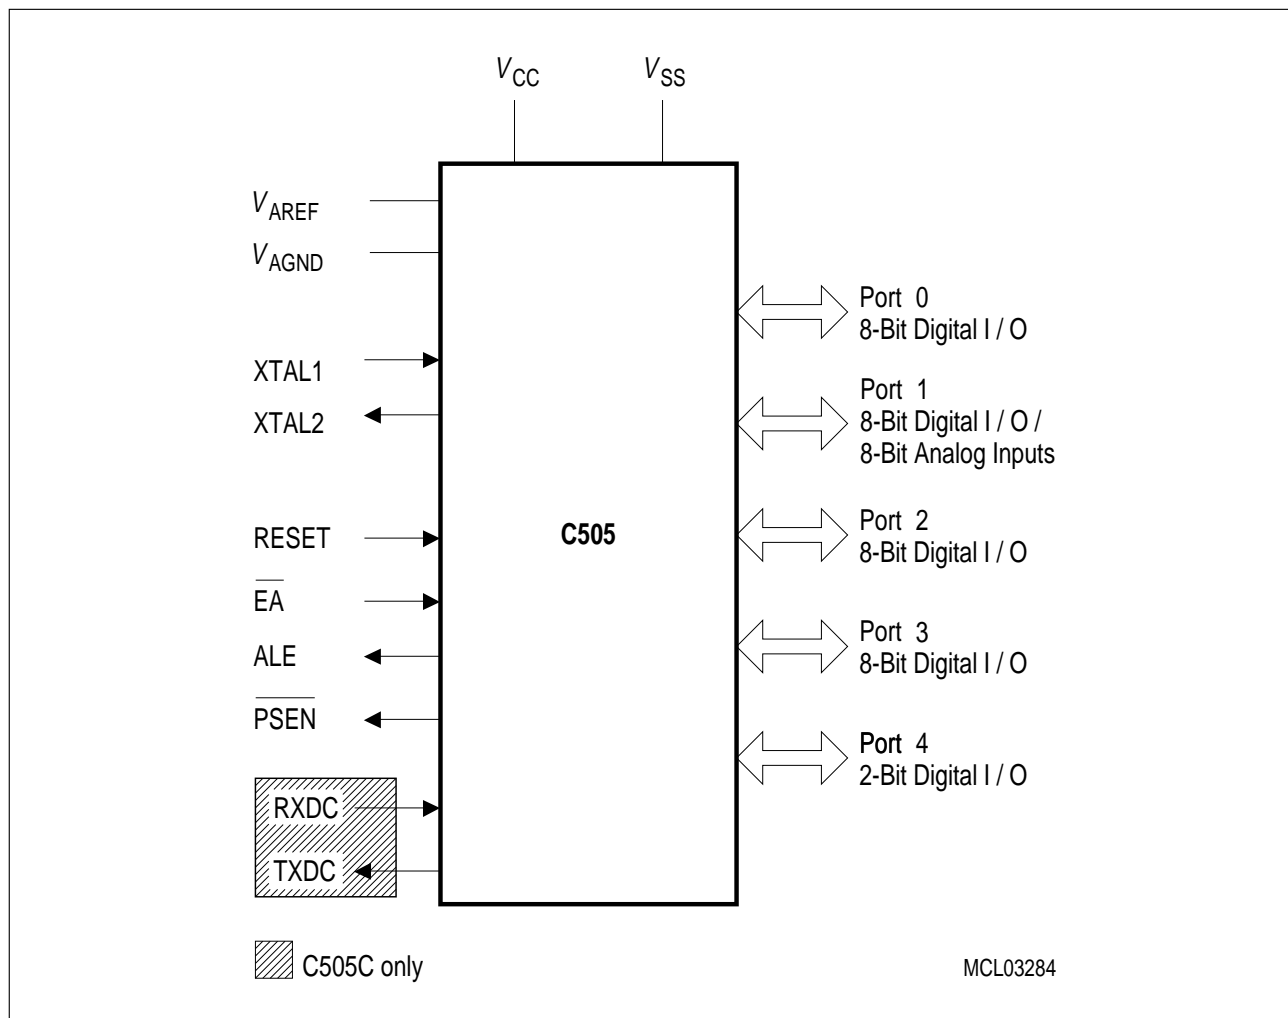 VCC
VSS
VAREF
VAGND
XTAL1
XTAL2
RESET
EA
ALE
PSEN
RXDC
TXDC
C505
Port 0
8-Bit Digital I / O
Port 1
8-Bit Digital I / O /
8-Bit Analog Inputs
Port 2
8-Bit Digital I / O
Port 3
8-Bit Digital I / O
Port 4
2-Bit Digital I / O
C505C only
MCL03284